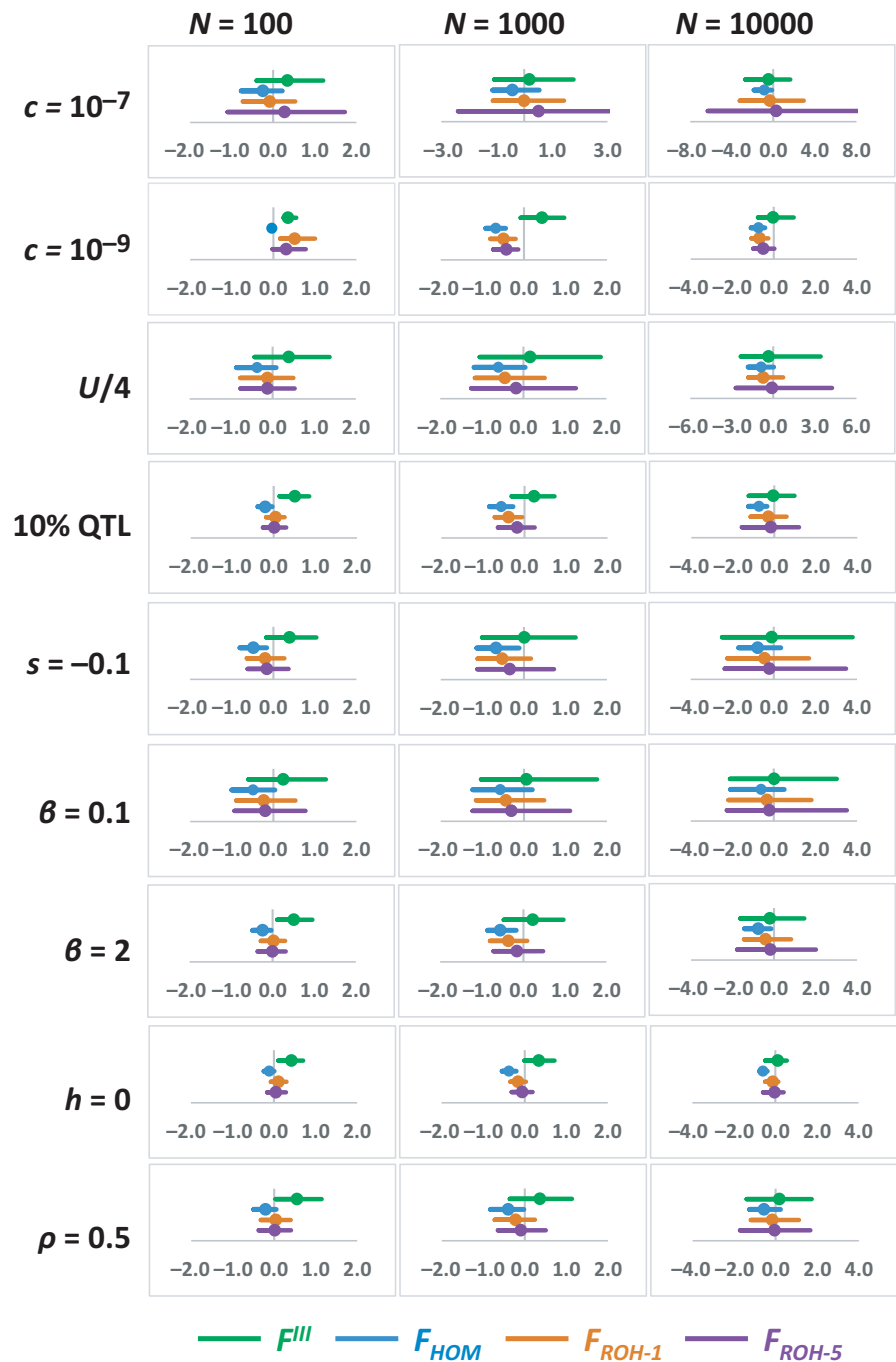 N = 100 N = 1000 N = 10000
c = 10–7
–2.0 –1.0 0.0 1.0 2.0 –3.0 –1.0 1.0 3.0 –8.0 –4.0 0.0 4.0 8.0
c = 10–9
–2.0 –1.0 0.0 1.0 2.0 –2.0 –1.0 0.0 1.0 2.0 –4.0 –2.0 0.0 2.0 4.0
U/4
–2.0 –1.0 0.0 1.0 2.0 –2.0 –1.0 0.0 1.0 2.0 –6.0 –3.0 0.0 3.0 6.0
10% QTL
–2.0 –1.0 0.0 1.0 2.0 –2.0 –1.0 0.0 1.0 2.0 –4.0 –2.0 0.0 2.0 4.0
s = –0.1
–2.0 –1.0 0.0 1.0 2.0 –2.0 –1.0 0.0 1.0 2.0 –4.0 –2.0 0.0 2.0 4.0
β = 0.1
–2.0 –1.0 0.0 1.0 2.0 –2.0 –1.0 0.0 1.0 2.0 –4.0 –2.0 0.0 2.0 4.0
β = 2
–2.0 –1.0 0.0 1.0 2.0 –2.0 –1.0 0.0 1.0 2.0 –4.0 –2.0 0.0 2.0 4.0
h = 0
–2.0 –1.0 0.0 1.0 2.0 –2.0 –1.0 0.0 1.0 2.0 –4.0 –2.0 0.0 2.0 4.0
ρ = 0.5
–2.0 –1.0 0.0 1.0 2.0 –2.0 –1.0 0.0 1.0 2.0 –4.0 –2.0 0.0 2.0 4.0
FIII FHOM FROH-1 FROH-5